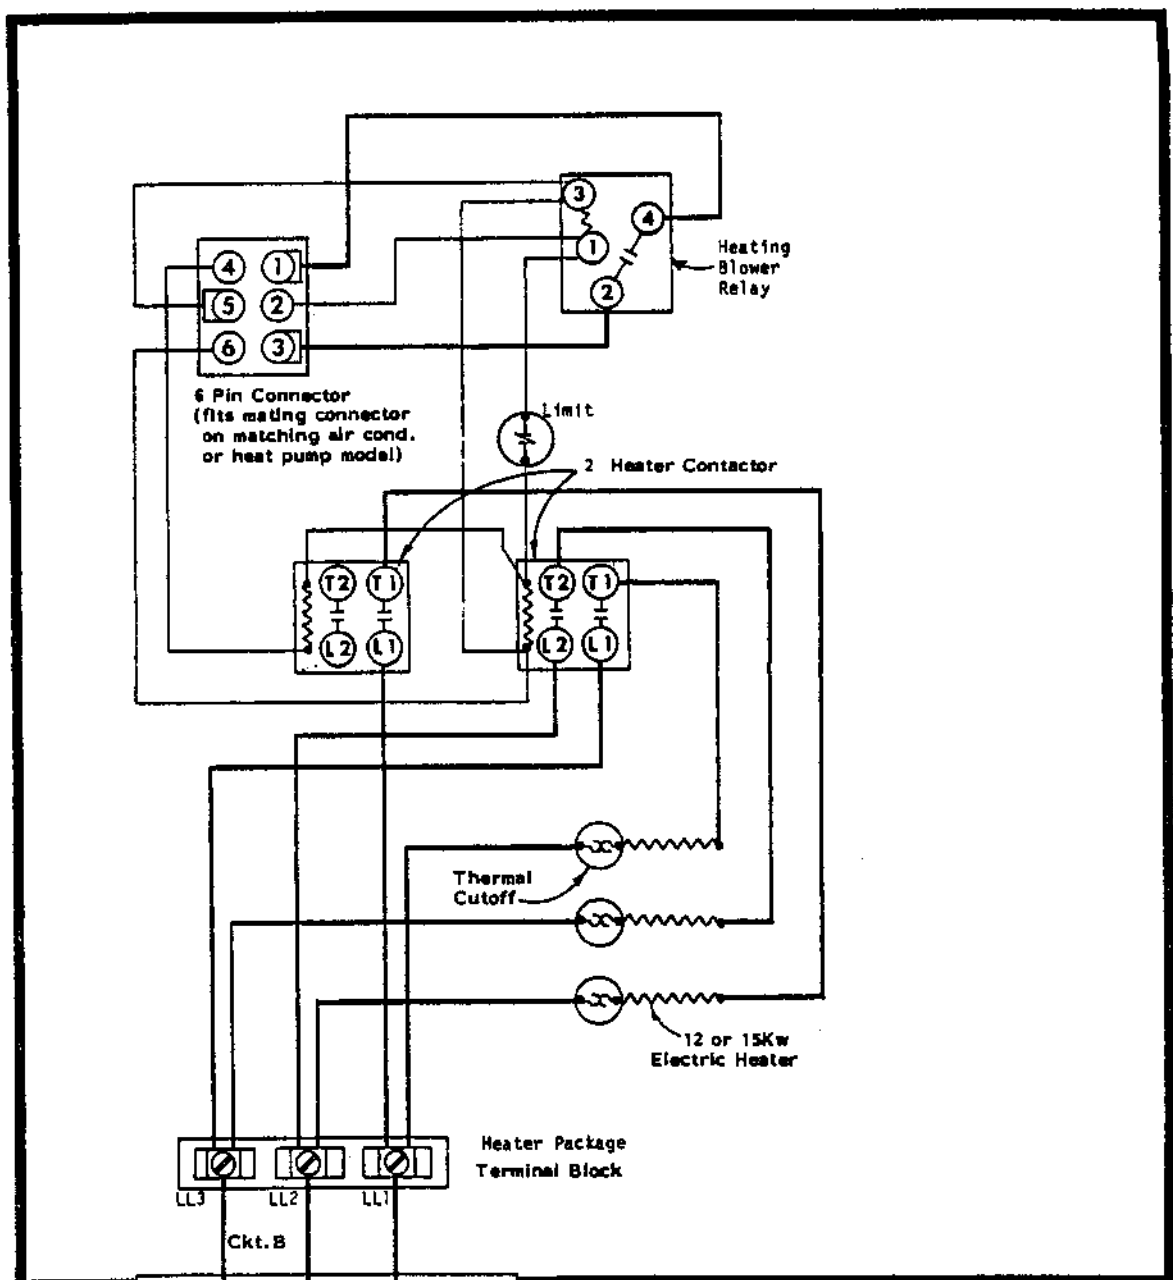 3
4
1
2
Heating
Blower
Relay
4 1
5 2
6 3
6 Pin Connector
(fits mating connector
on matching air cond.
or heat pump model)
Limit
2 Heater Contactor
T2 T1
L2 L1
T2 T1
L2 L1
Thermal
Cutoff
12 or 15Kw
Electric Heater
Heater Package
Terminal Block
LL3 LL2 LL1
Ckt. B